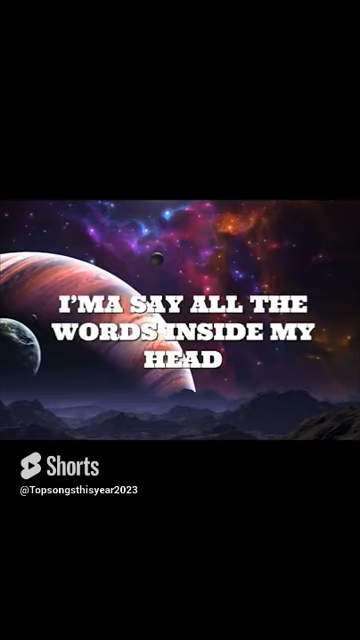 I'MA SAY ALL THE
WORDS INSIDE MY
HEAD
Shorts
@Topsongsthisyear2023